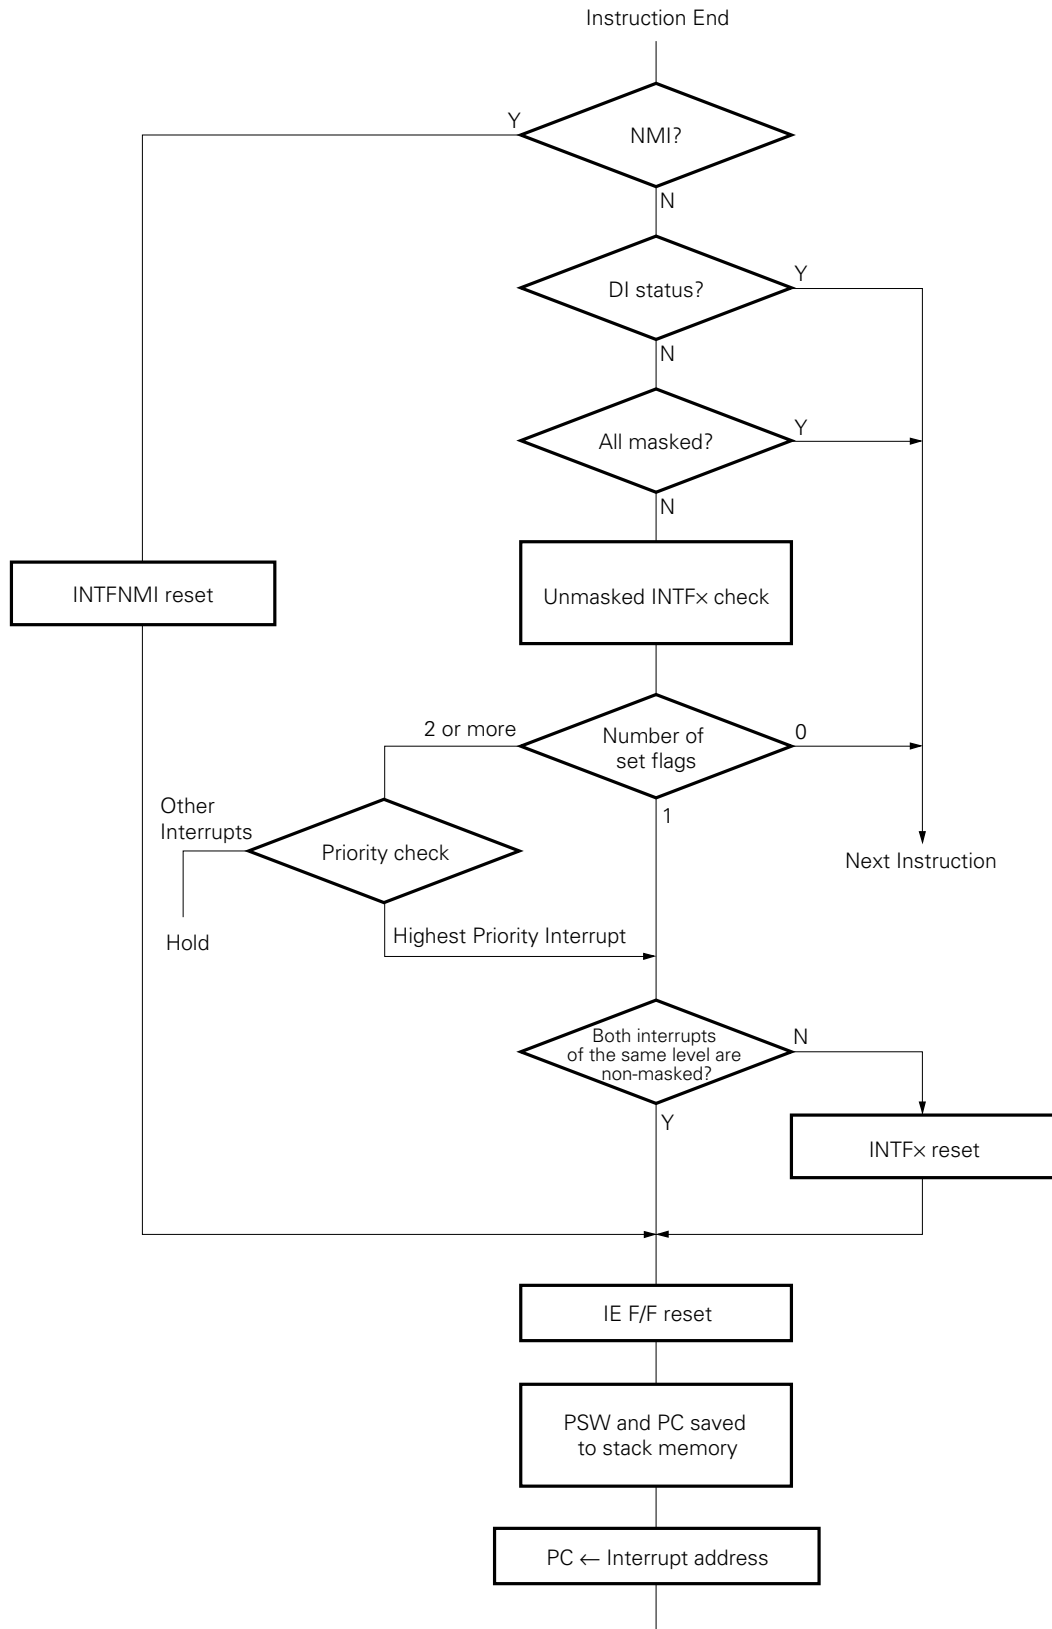 Instruction End
Y
NMI?
N
Y
DI status?
N
Y
All masked?
N
INTFNMI reset
Unmasked INTF× check
2 or more
Number of
set flags
0
1
Other
Interrupts
Priority check
Next Instruction
Hold
Highest Priority Interrupt
Both interrupts
of the same level are
non-masked?
N
Y
INTF× reset
IE F/F reset
PSW and PC saved
to stack memory
PC ← Interrupt address